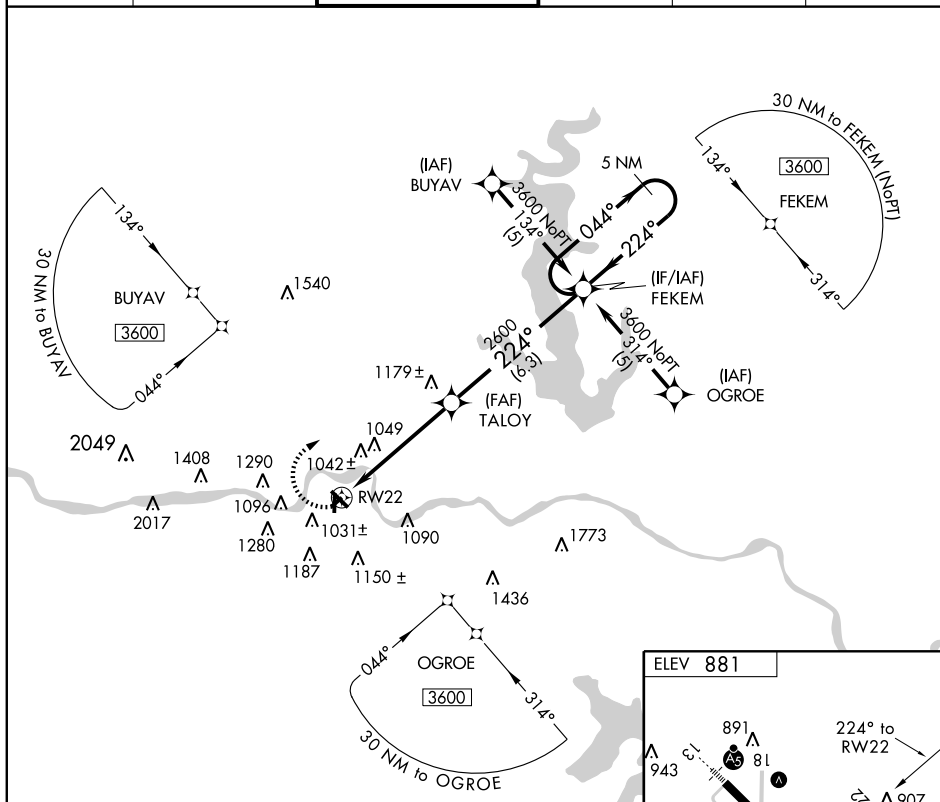 30 NM to FEKEM (NoPT)
134°
3600
FEKEM
314°
(IAF)
BUYAV
5 NM
3600 NoPT
134°
(5)
044°
224°
(IF/IAF)
FEKEM
30 NM to BUYAV
134°
BUYAV
3600
044°
1540
2600
224°
(6.3)
3600 NoPT
314°
(5)
(IAF)
OGROE
1179 ±
(FAF)
TALOY
2049
1408
1290
1049
1042 ±
2017
1096
RW22
1280
1031±
1090
1187
1150 ±
1773
1436
044°
OGROE
3600
314°
30 NM to OGROE
ELEV 881
891
224° to
RW22
943
13
A5
18
V
22
907